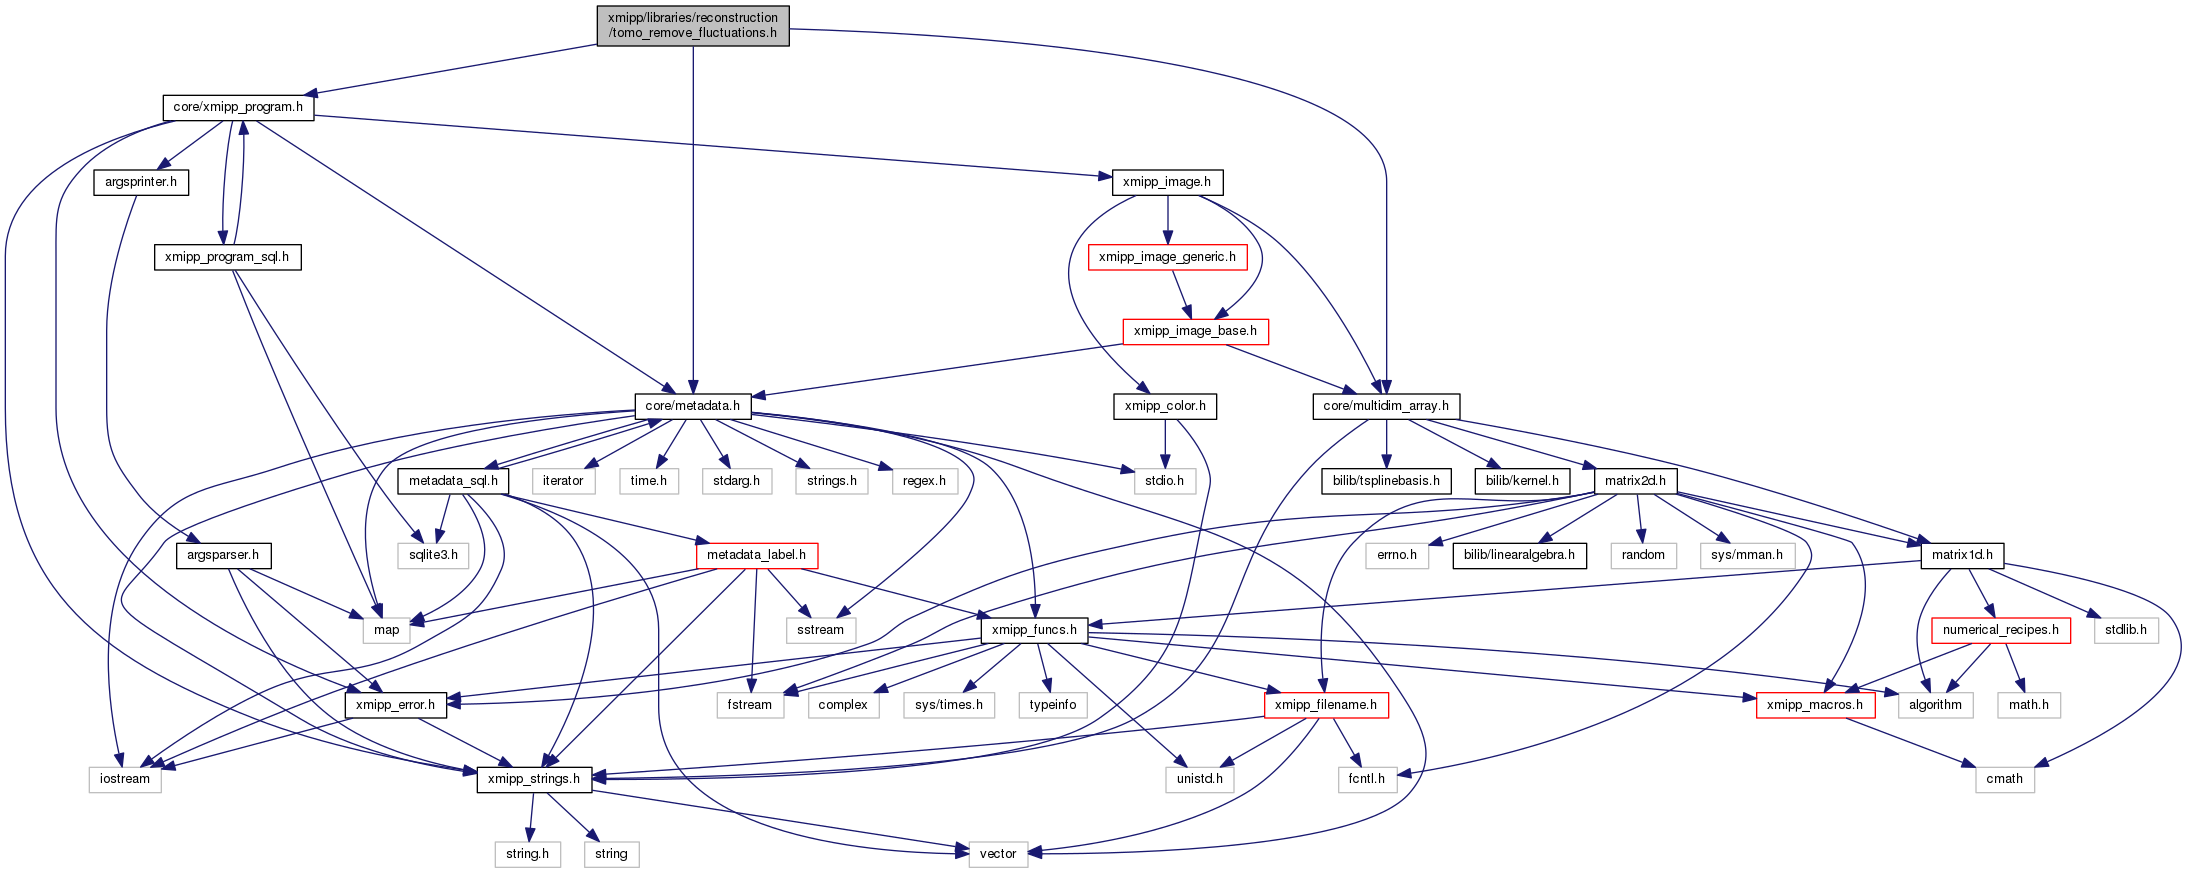 xmipp/libraries/reconstruction
/tomo_remove_fluctuations.h
core/xmipp_program.h
argsprinter.h
xmipp_image.h
xmipp_program_sql.h
xmipp_image_generic.h
xmipp_image_base.h
core/metadata.h
xmipp_color.h
core/multidim_array.h
metadata_sql.h
iterator
time.h
stdarg.h
strings.h
regex.h
stdio.h
bilib/tsplinebasis.h
bilib/kernel.h
matrix2d.h
argsparser.h
sqlite3.h
metadata_label.h
errno.h
bilib/linearalgebra.h
random
sys/mman.h
matrix1d.h
map
sstream
xmipp_funcs.h
numerical_recipes.h
stdlib.h
xmipp_error.h
fstream
complex
sys/times.h
typeinfo
xmipp_filename.h
xmipp_macros.h
algorithm
math.h
iostream
xmipp_strings.h
unistd.h
fcntl.h
cmath
string.h
string
vector